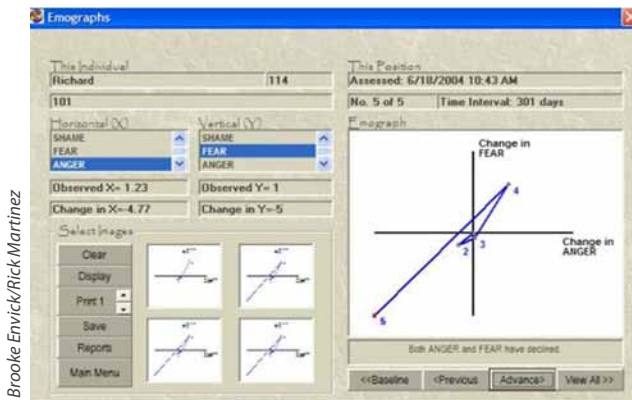 Emographs
This Individual
Richard 114
101
Horizontal (X) Vertical (Y)
SHAME SHAME
FEAR FEAR
ANGER ANGER
Observed X= 1.23 Observed Y= 1
Change in X=-4.77 Change in Y=-5
Select Images
Clear
Display
Print 1
Save
Reports
Main Menu
This Position
Assessed: 6/18/2004 10:43 AM
No. 5 of 5 Time Interval: 301 days
Emograph
Change in
FEAR
4
Change in
ANGER
2 3
5
Both ANGER and FEAR have declined.
<<Baseline <Previous Advance> View All >>
Brooke Envick/Rick Martinez